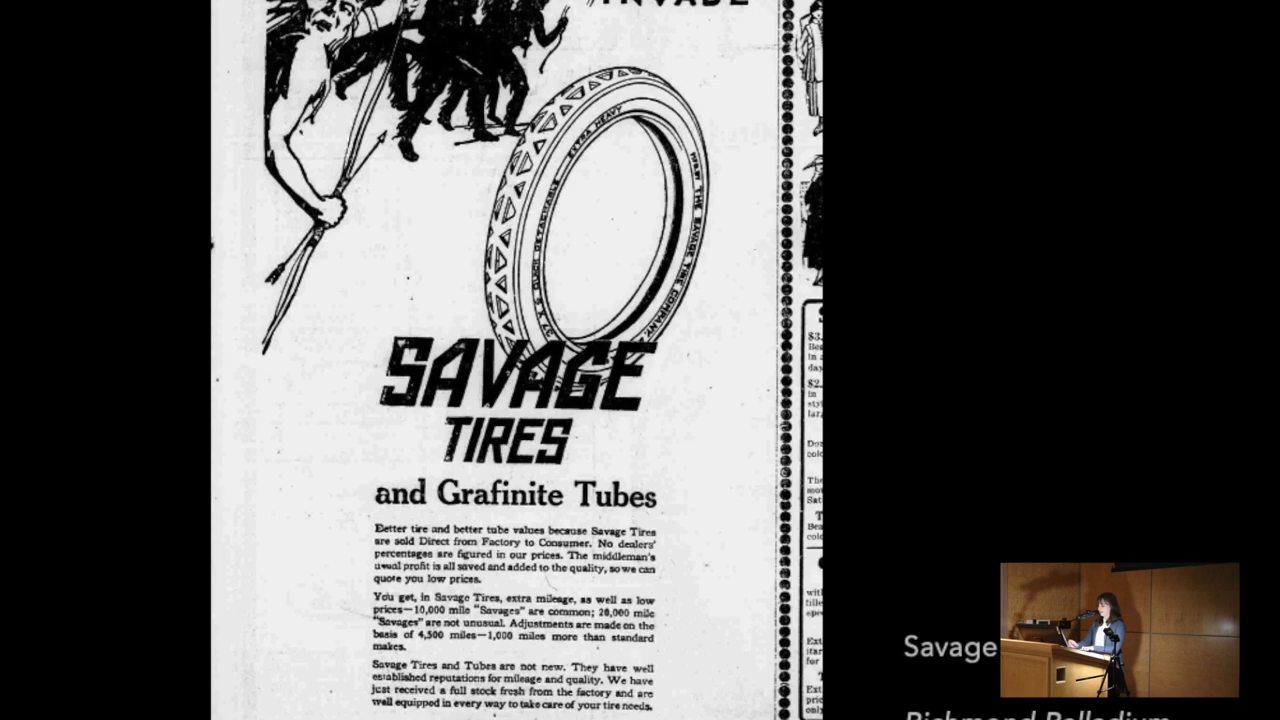 INVADE
EXTRA HEAVY
DETACHABLE
THE SAVAGE TIRE COMPANY.
SAVAGE
TIRES
and Grafinite Tubes
Better tire and better tube values because Savage Tires
are sold Direct from Factory to Consumer. No dealers'
percentages are figured in our prices. The middleman's
usual profit is all saved and added to the quality, so we can
quote you low prices.
You get, in Savage Tires, extra mileage, as well as low
prices—10,000 mile "Savages" are common; 20,000 mile
"Savages" are not unusual. Adjustments are made on the
basis of 4,500 miles—1,000 miles more than standard
makes.
Savage Tires and Tubes are not new. They have well
established reputations for mileage and quality. We have
just received a full stock fresh from the factory and are
well equipped in every way to take care of your tire needs.
Savage
Richmond Palladium